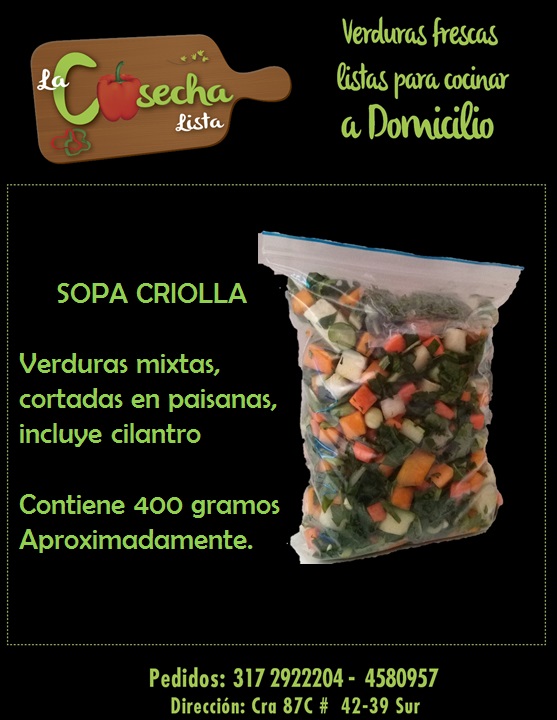 La Cosecha
Lista
Verduras frescas
listas para cocinar
a Domicilio
SOPA CRIOLLA
Verduras mixtas,
cortadas en paisanas,
incluye cilantro
Contiene 400 gramos
Aproximadamente.
Pedidos: 317 2922204 - 4580957
Dirección: Cra 87C # 42-39 Sur